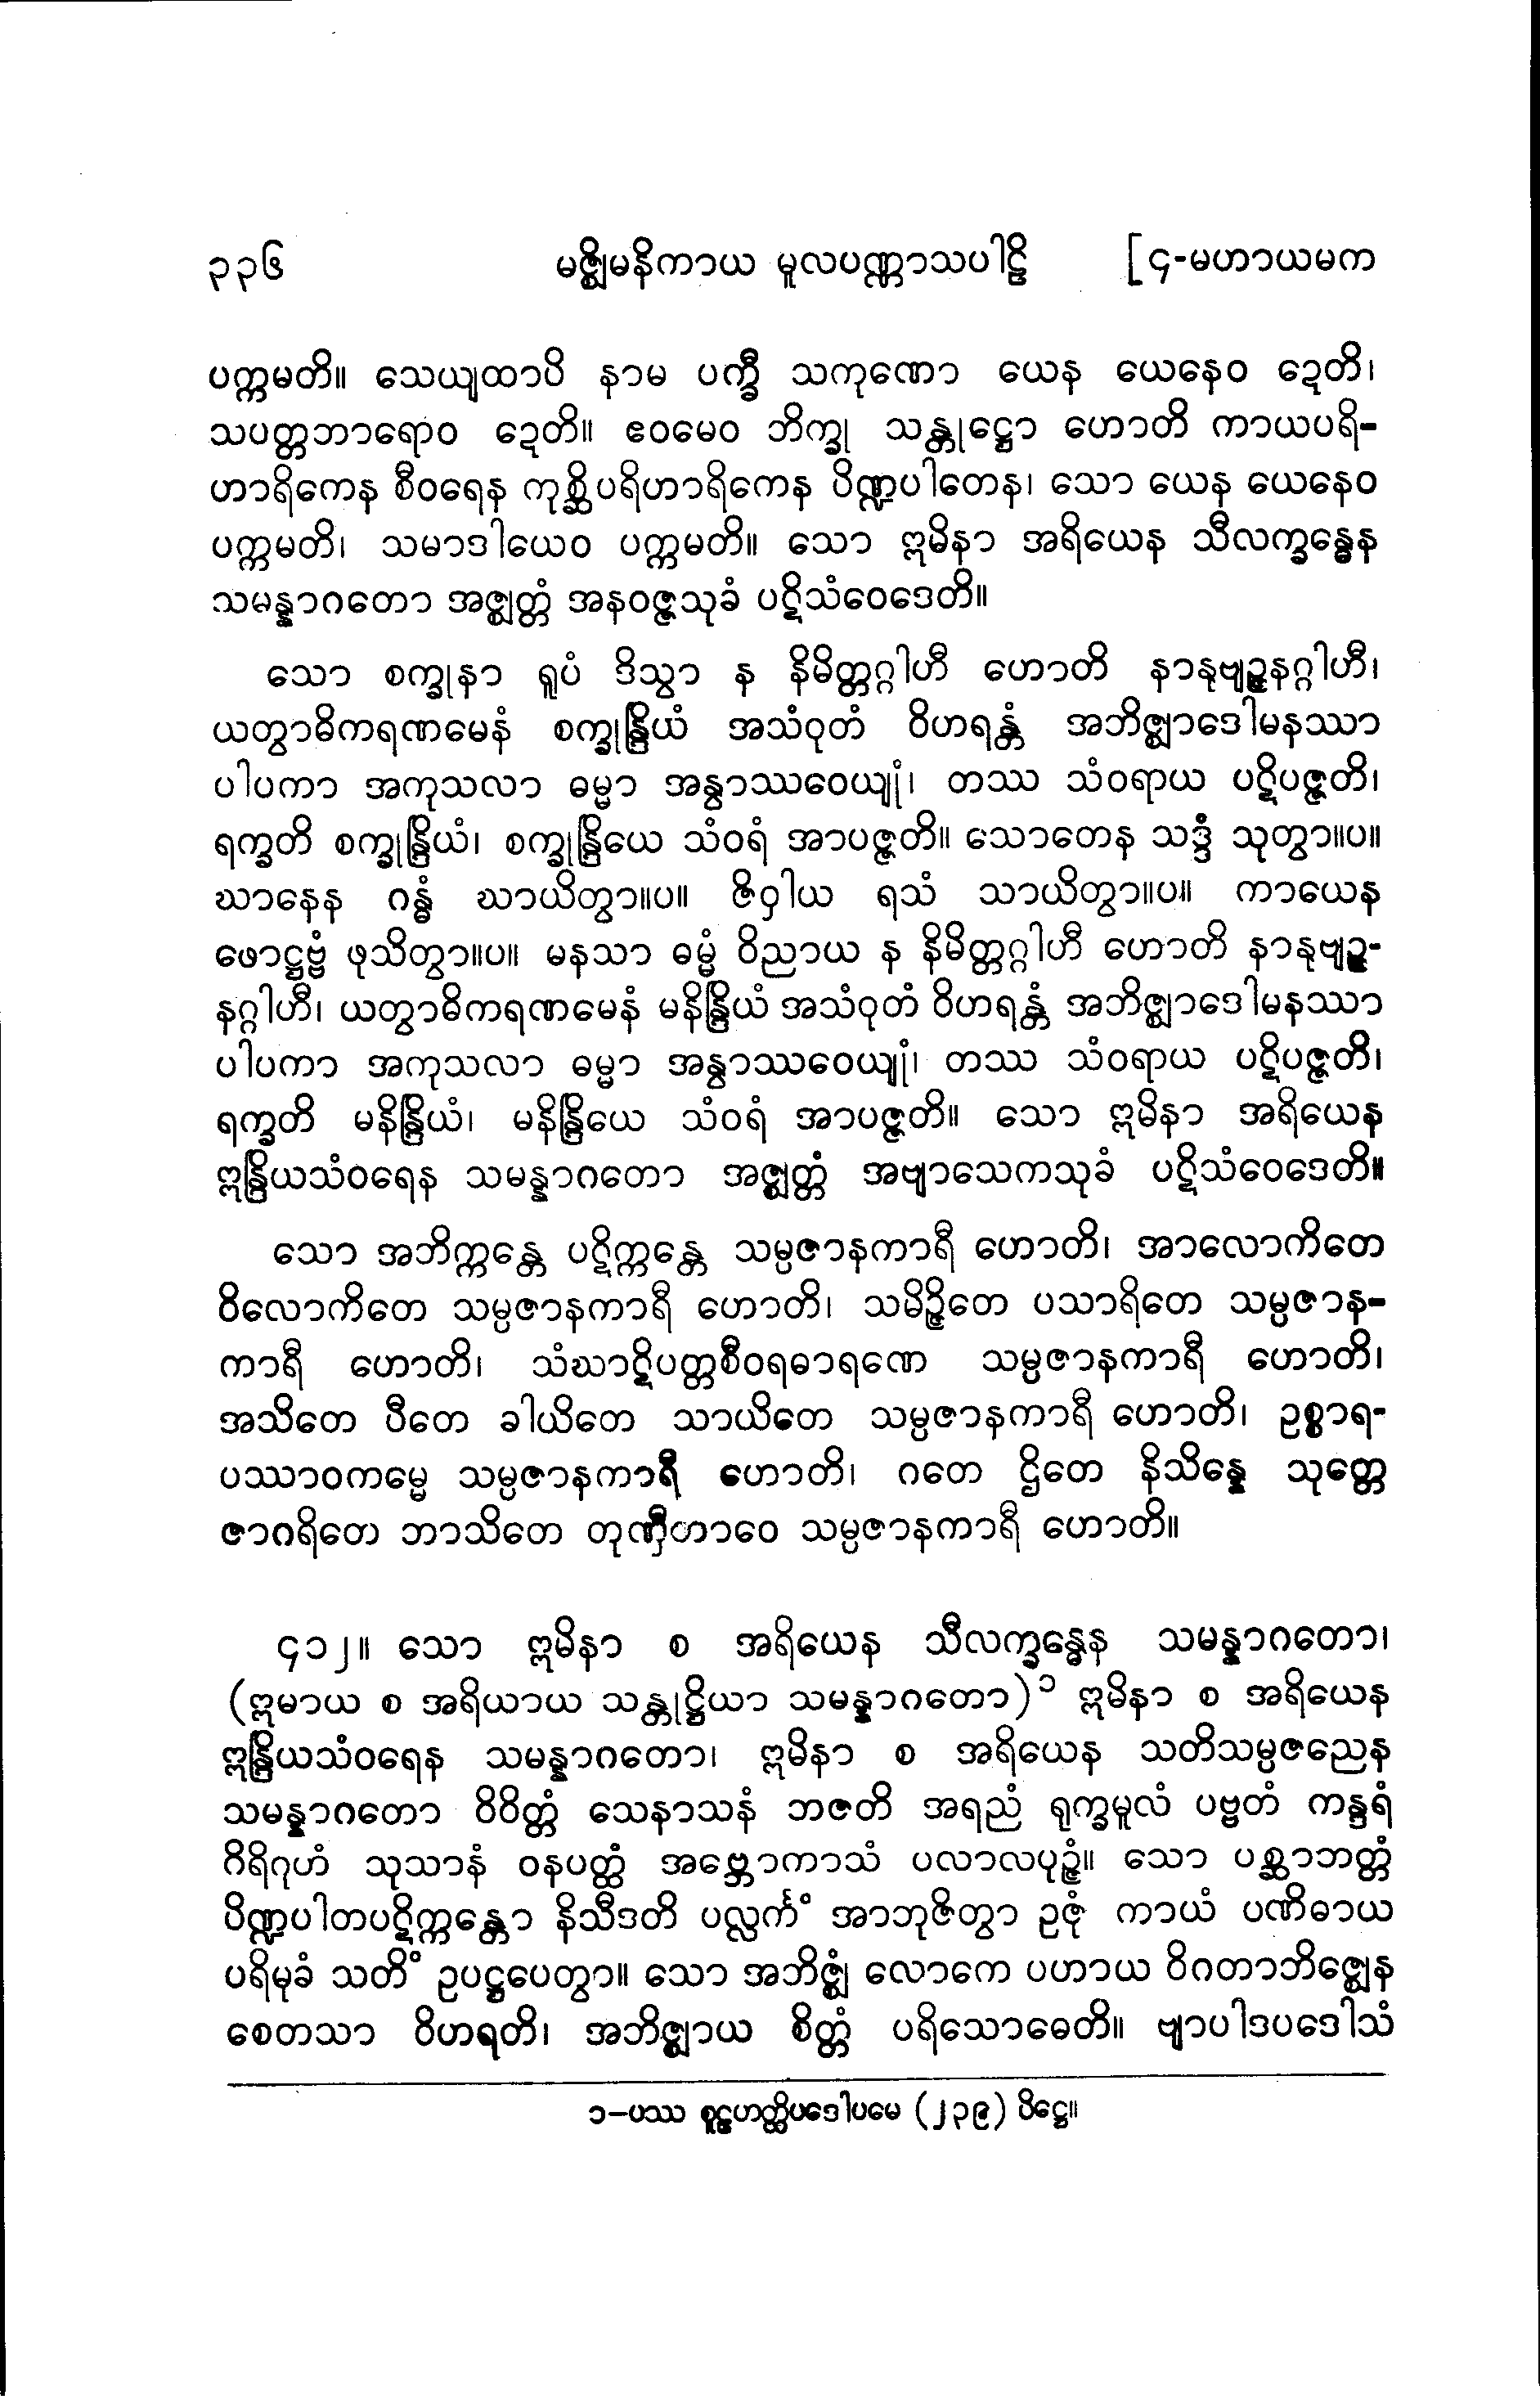 ၃၃၆ မဇ္ဈိမနိကာယ မူလပဏ္ဏာသပါဠိ [၄-မဟာယမက
ပက္ကမတိ။ သေယျထာပိ နာမ ပက္ခီ သကုဏော ယေန ယေနေဝ ဍေတိ၊
သပတ္တဘာရောဝ ဍေတိ။ ဧဝမေဝ ဘိက္ခု သန္တုဋ္ဌော ဟောတိ ကာယပရိ-
ဟာရိကေန စီဝရေန ကုစ္ဆိပရိဟာရိကေန ပိဏ္ဍပါတေန၊ သော ယေန ယေနေဝ
ပက္ကမတိ၊ သမာဒါယေဝ ပက္ကမတိ။ သော ဣမိနာ အရိယေန သီလက္ခန္ဓေန
သမန္နာဂတော အဇ္ဈတ္တံ အနဝဇ္ဇသုခံ ပဋိသံဝေဒေတိ။
သော စက္ခုနာ ရူပံ ဒိသွာ န နိမိတ္တဂ္ဂါဟီ ဟောတိ နာနုဗျဉ္ဇနဂ္ဂါဟီ၊
ယတွာဓိကရဏမေနံ စက္ခုန္ဒြိယံ အသံဝုတံ ဝိဟရန္တံ အဘိဇ္ဈာဒေါမနဿာ
ပါပကာ အကုသလာ ဓမ္မာ အန္วာဿဝေယျုံ၊ တဿ သံဝရာယ ပဋိပဇ္ဇတိ၊
ရက္ခတိ စက္ခုန္ဒြိယံ၊ စက္ခုန္ဒြိယေ သံဝရံ အာပဇ္ဇတိ။ သောတေန သဒ္ဒံ သုတွာ။ပ။
ဃာနေန ဂန္ဓံ ဃာယိတွာ။ပ။ ဇိဝှါယ ရသံ သာယိတွာ။ပ။ ကာယေန
ဖောဋ္ဌဗ္ဗံ ဖုသိတွာ။ပ။ မနသာ ဓမ္မံ ဝိညာယ န နိမိတ္တဂ္ဂါဟီ ဟောတိ နာနုဗျဉ္ဇ-
နဂ္ဂါဟီ၊ ယတွာဓိကရဏမေနံ မနိန္ဒြိယံ အသံဝုတံ ဝိဟရန္တံ အဘိဇ္ဈာဒေါမနဿာ
ပါပကာ အကုသလာ ဓမ္မာ အန္วာဿဝေယျုံ၊ တဿ သံဝရာယ ပဋိပဇ္ဇတိ၊
ရက္ခတိ မနိန္ဒြိယံ၊ မနိန္ဒြိယေ သံဝရံ အာပဇ္ဇတိ။ သော ဣမိနာ အရိယေန
ဣန္ဒြိယသံဝရေန သမန္နာဂတော အဇ္ဈတ္တံ အဗျာသေကသုခံ ပဋိသံဝေဒေတိ။
သော အဘိက္ကန္တေ ပဋိက္ကန္တေ သမ္ပဇာနကာရီ ဟောတိ၊ အာလောကိတေ
ဝိလောကိတေ သမ္ပဇာနကာရီ ဟောတိ၊ သမိဉ္ဇိတေ ပသာရိတေ သမ္ပဇာန-
ကာရီ ဟောတိ၊ သံဃာဋိပတ္တစီဝရဓာရဏေ သမ္ပဇာနကာရီ ဟောတိ၊
အသိတေ ပီတေ ခါယိတေ သာယိတေ သမ္ပဇာနကာရီ ဟောတိ၊ ဥစ္စာရ-
ပဿာဝကမ္မေ သမ္ပဇာနကာရီ ဟောတိ၊ ဂတေ ဌိတေ နိသိန္နေ သုတ္တေ
ဇာဂရိတေ ဘာသိတေ တုဏှီဘာဝေ သမ္ပဇာနကာရီ ဟောတိ။
၄၁၂။ သော ဣမိနာ စ အရိယေန သီလက္ခန္ဓေန သမန္နာဂတော၊
(ဣမာယ စ အရိယာယ သန္တုဋ္ဌိယာ သမန္နာဂတော)၁ ဣမိနာ စ အရိယေန
ဣန္ဒြိယသံဝရေန သမန္နာဂတော၊ ဣမိနာ စ အရိယေန သတိသမ္ပဇညေန
သမန္နာဂတော ဝိဝိတ္တံ သေနာသနံ ဘဇတိ အရညံ ရုက္ခမူလံ ပဗ္ဗတံ ကန္ဒရံ
ဂိရိဂုဟံ သုသာနံ ဝနပတ္ထံ အဗ္ဘောကာသံ ပလာလပုဉ္ဇံ။ သော ပစ္ဆာဘတ္တံ
ပိဏ္ဍပါတပဋိက္ကန္တော နိသီဒတိ ပလ္လင်္ကံ အာဘုဇိတွာ ဥဇုံ ကာယံ ပဏိဓာယ
ပရိမုခံ သတိံ ဥပဋ္ဌပေတွာ။ သော အဘိဇ္ဈံ လောကေ ပဟာယ ဝိဂတာဘိဇ္ဈေန
စေတသာ ဝိဟရတိ၊ အဘိဇ္ဈာယ စိတ္တံ ပရိသောဓေတိ။ ဗျာပါဒပဒေါသံ
၁-ပဿ စူဠဟတ္ထိပဒေါပမေ (၂၃၉) ပိဋ္ဌေ။